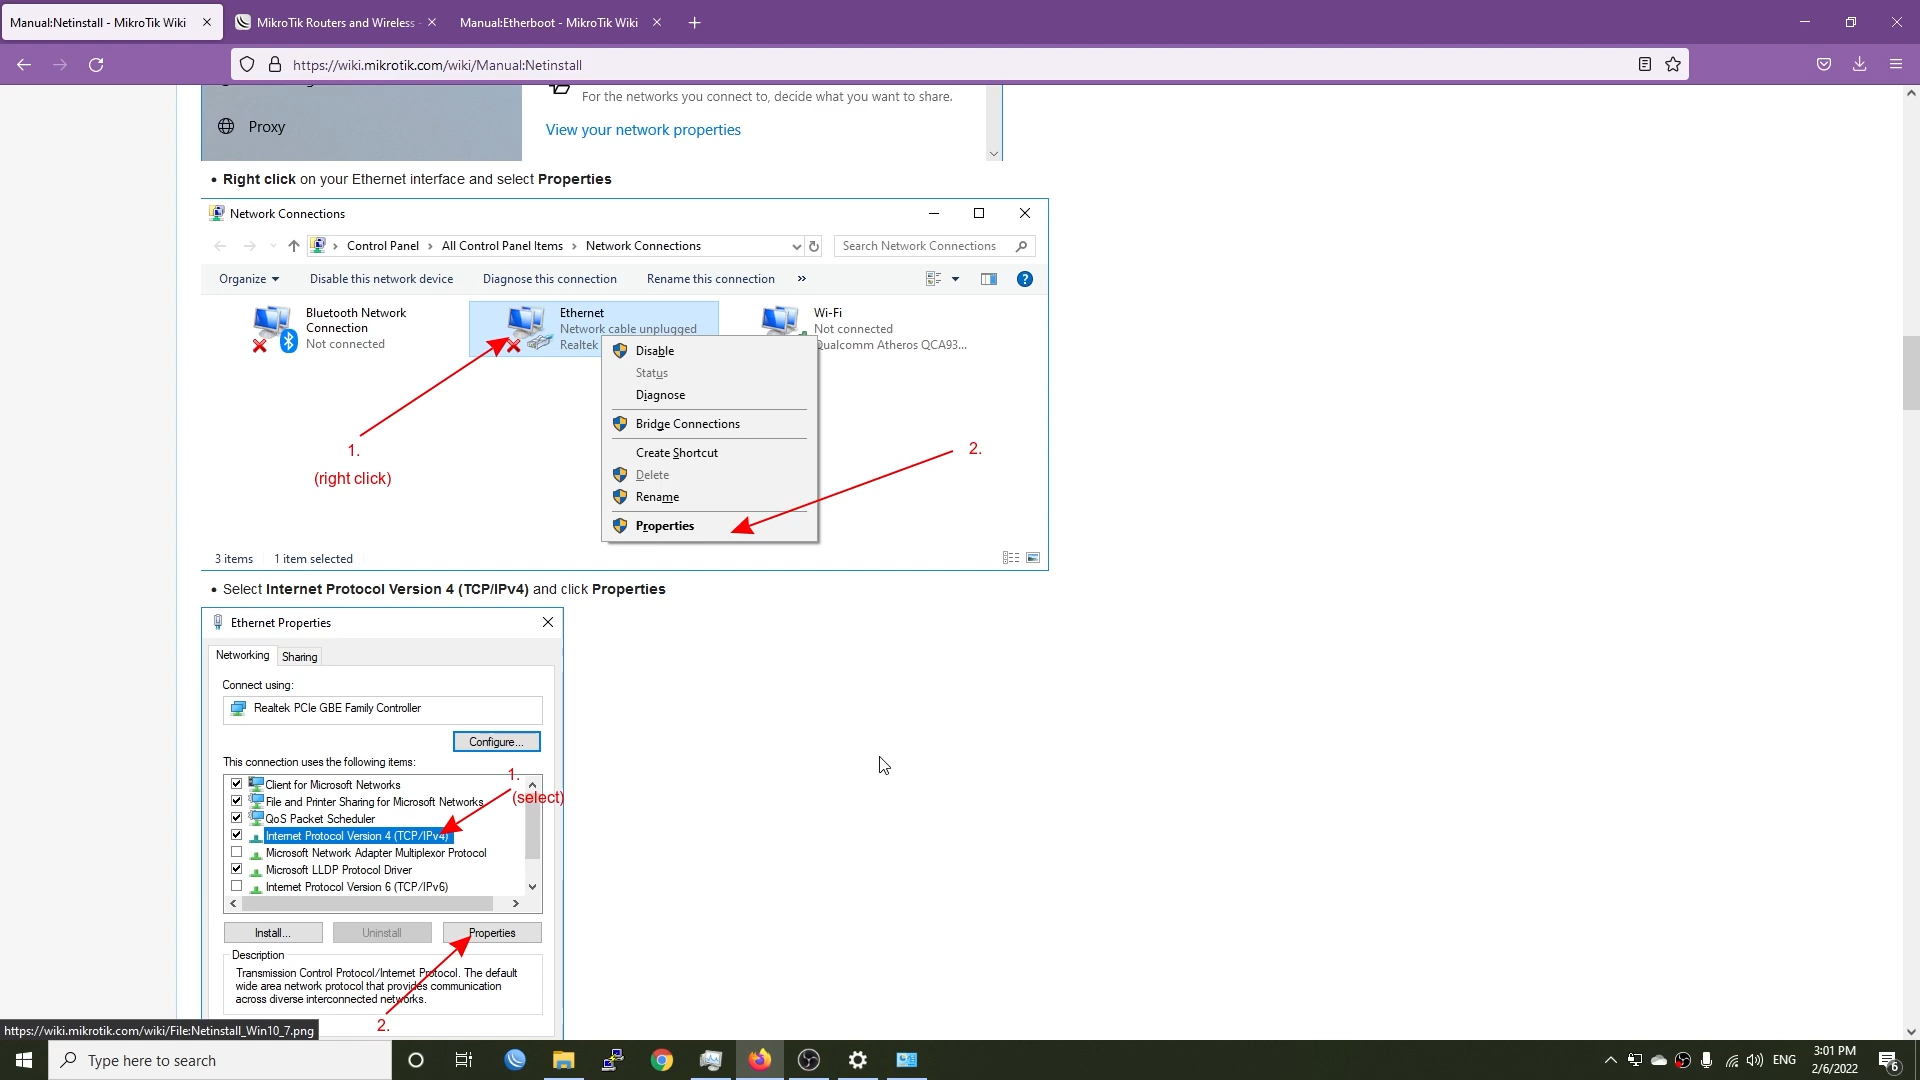 Manual:Netinstall - MikroTik Wiki
MikroTik Routers and Wireless -
Manual:Etherboot - MikroTik Wiki
https://wiki.mikrotik.com/wiki/Manual:Netinstall
For the networks you connect to, decide what you want to share.
Proxy
View your network properties
• Right click on your Ethernet interface and select Properties
Network Connections
Control Panel › All Control Panel Items › Network Connections
Search Network Connections
Organize
Disable this network device
Diagnose this connection
Rename this connection
»
Bluetooth Network
Connection
Not connected
Ethernet
Network cable unplugged
Realtek
Wi-Fi
Not connected
Qualcomm Atheros QCA93...
Disable
Status
Diagnose
Bridge Connections
Create Shortcut
Delete
Rename
Properties
1.
(right click)
2.
3 items
1 item selected
• Select Internet Protocol Version 4 (TCP/IPv4) and click Properties
Ethernet Properties
Networking
Sharing
Connect using:
Realtek PCIe GBE Family Controller
Configure...
This connection uses the following items:
1.
(select)
Client for Microsoft Networks
File and Printer Sharing for Microsoft Networks
QoS Packet Scheduler
Internet Protocol Version 4 (TCP/IPv4)
Microsoft Network Adapter Multiplexor Protocol
Microsoft LLDP Protocol Driver
Internet Protocol Version 6 (TCP/IPv6)
Install...
Uninstall
Properties
Description
Transmission Control Protocol/Internet Protocol. The default
wide area network protocol that provides communication
across diverse interconnected networks.
2.
https://wiki.mikrotik.com/wiki/File:Netinstall_Win10_7.png
Type here to search
ENG
3:01 PM
2/6/2022
6